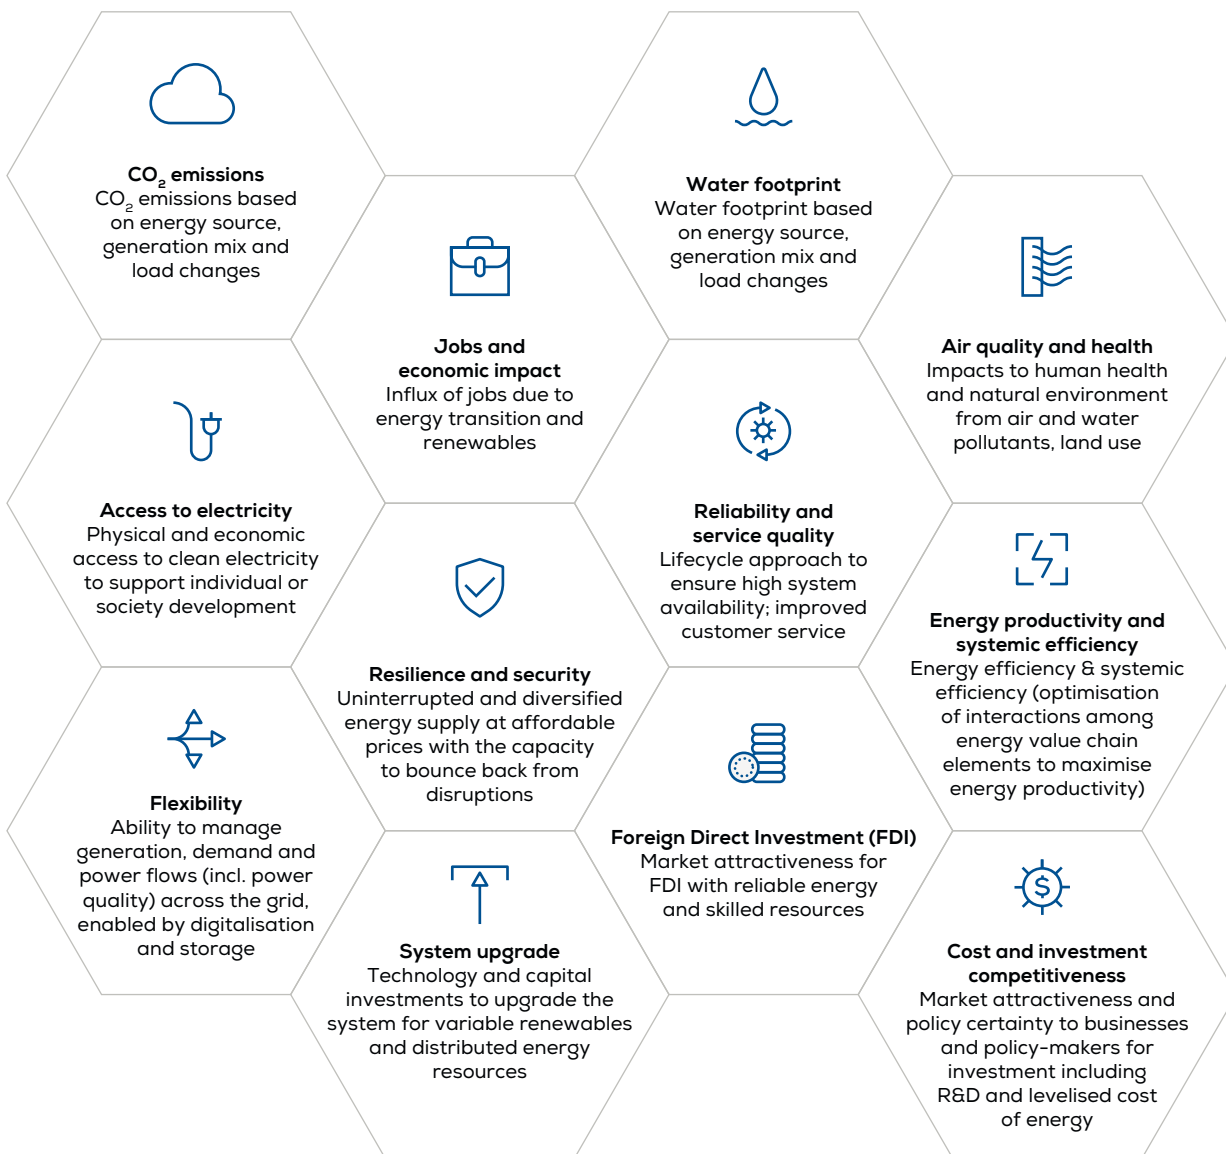 CO₂ emissions
CO₂ emissions based
on energy source,
generation mix and
load changes
Water footprint
Water footprint based
on energy source,
generation mix and
load changes
Jobs and
economic impact
Influx of jobs due to
energy transition and
renewables
Air quality and health
Impacts to human health
and natural environment
from air and water
pollutants, land use
Access to electricity
Physical and economic
access to clean electricity
to support individual or
society development
Reliability and
service quality
Lifecycle approach to
ensure high system
availability; improved
customer service
Resilience and security
Uninterrupted and diversified
energy supply at affordable
prices with the capacity
to bounce back from
disruptions
Energy productivity and
systemic efficiency
Energy efficiency & systemic
efficiency (optimisation
of interactions among
energy value chain
elements to maximise
energy productivity)
Flexibility
Ability to manage
generation, demand and
power flows (incl. power
quality) across the grid,
enabled by digitalisation
and storage
Foreign Direct Investment (FDI)
Market attractiveness for
FDI with reliable energy
and skilled resources
System upgrade
Technology and capital
investments to upgrade the
system for variable renewables
and distributed energy
resources
$
Cost and investment
competitiveness
Market attractiveness and
policy certainty to businesses
and policy-makers for
investment including
R&D and levelised cost
of energy